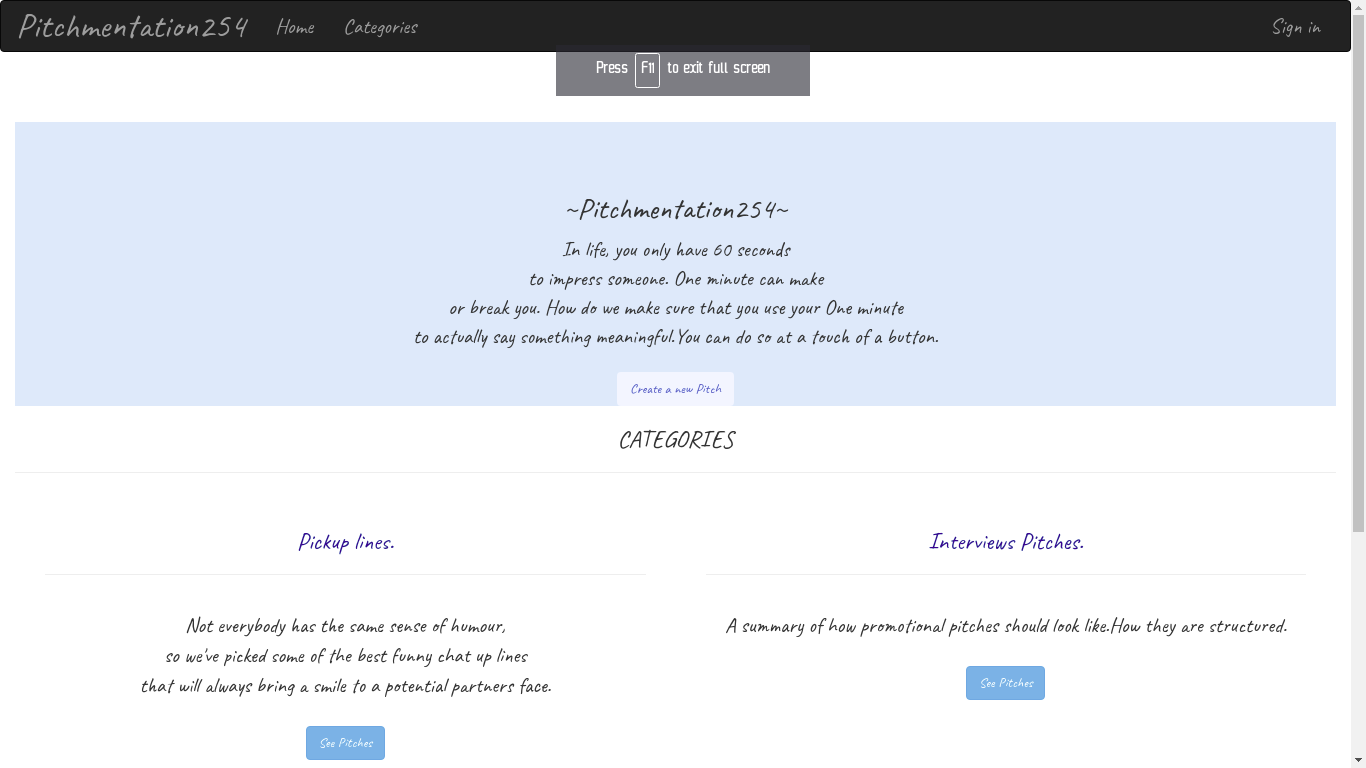 Pitchmentation254 Home Categories Sign in
Press F11 to exit full screen
~Pitchmentation254~
In life, you only have 60 seconds
to impress someone. One minute can make
or break you. How do we make sure that you use your One minute
to actually say something meaningful.You can do so at a touch of a button.
Create a new Pitch
CATEGORIES
Pickup lines.
Not everybody has the same sense of humour,
so we've picked some of the best funny chat up lines
that will always bring a smile to a potential partners face.
See Pitches
Interviews Pitches.
A summary of how promotional pitches should look like.How they are structured.
See Pitches